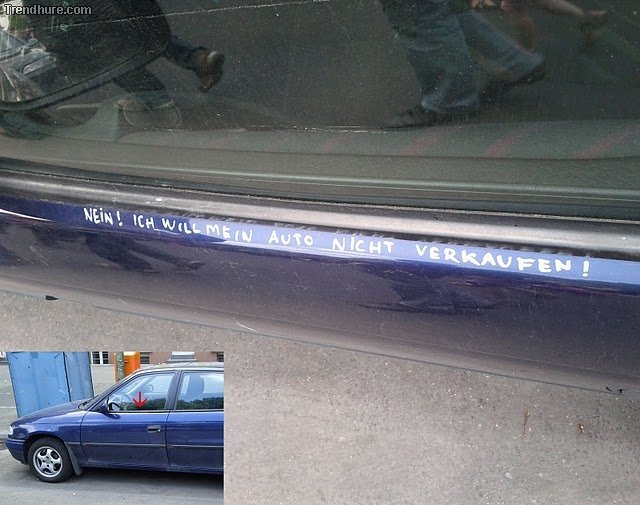 Trendhure.com
NEIN! ICH WILL MEIN AUTO NICHT VERKAUFEN!